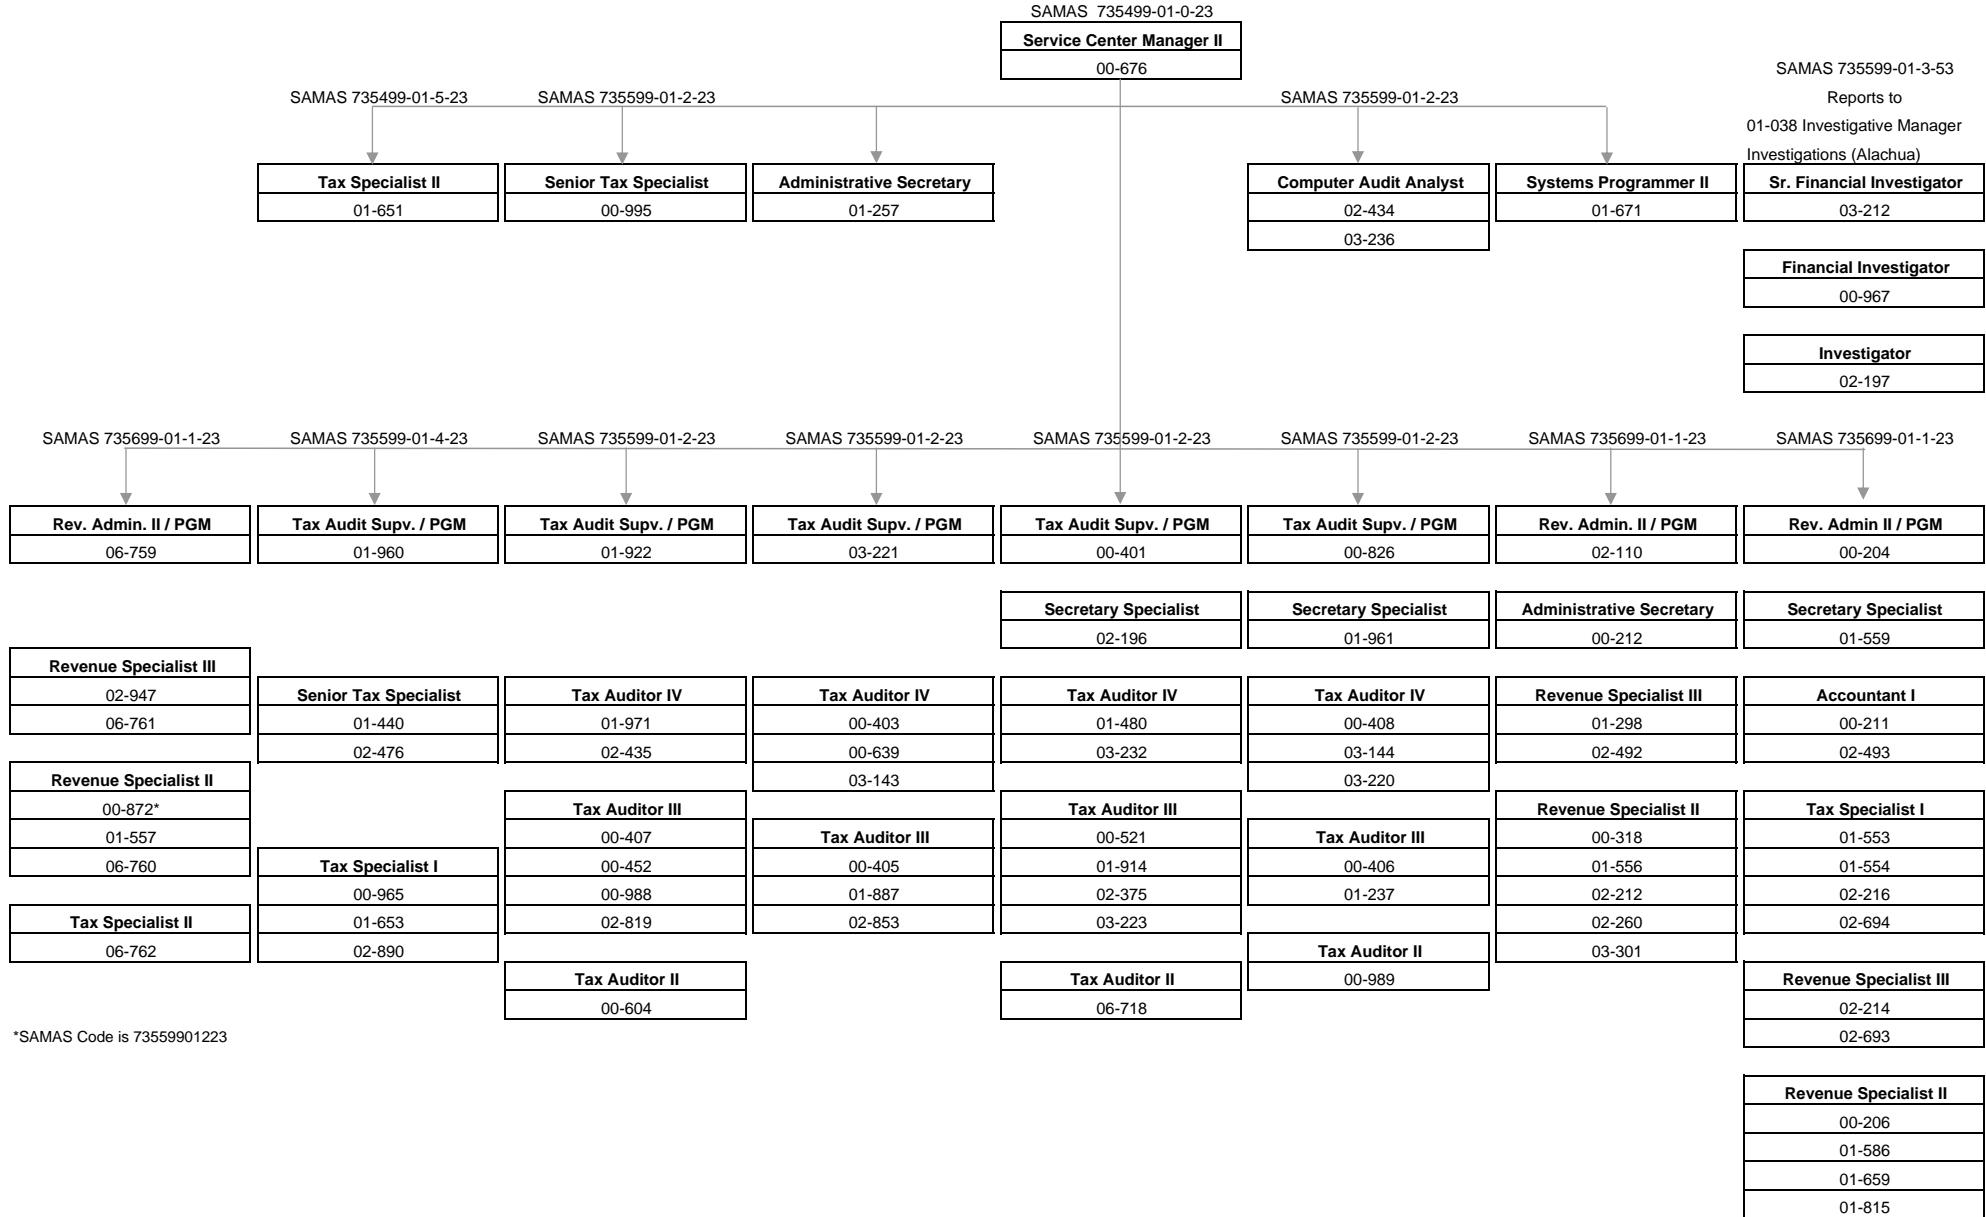 SAMAS 735499-01-0-23
Service Center Manager II
00-676
SAMAS 735599-01-3-53
Reports to
01-038 Investigative Manager
Investigations (Alachua)
SAMAS 735499-01-5-23
SAMAS 735599-01-2-23
SAMAS 735599-01-2-23
Tax Specialist II
01-651
Senior Tax Specialist
00-995
Administrative Secretary
01-257
Computer Audit Analyst
02-434
03-236
Systems Programmer II
01-671
Sr. Financial Investigator
03-212
Financial Investigator
00-967
Investigator
02-197
SAMAS 735699-01-1-23
Rev. Admin. II / PGM
06-759
Revenue Specialist III
02-947
06-761
Revenue Specialist II
00-872*
01-557
06-760
Tax Specialist II
06-762
*SAMAS Code is 73559901223
SAMAS 735599-01-4-23
Tax Audit Supv. / PGM
01-960
Senior Tax Specialist
01-440
02-476
Tax Specialist I
00-965
01-653
02-890
SAMAS 735599-01-2-23
Tax Audit Supv. / PGM
01-922
Tax Auditor IV
01-971
02-435
Tax Auditor III
00-407
00-452
00-988
02-819
Tax Auditor II
00-604
SAMAS 735599-01-2-23
Tax Audit Supv. / PGM
03-221
Tax Auditor IV
00-403
00-639
03-143
Tax Auditor III
00-405
01-887
02-853
SAMAS 735599-01-2-23
Tax Audit Supv. / PGM
00-401
Secretary Specialist
02-196
Tax Auditor IV
01-480
03-232
Tax Auditor III
00-521
01-914
02-375
03-223
Tax Auditor II
06-718
SAMAS 735599-01-2-23
Tax Audit Supv. / PGM
00-826
Secretary Specialist
01-961
Tax Auditor IV
00-408
03-144
03-220
Tax Auditor III
00-406
01-237
Tax Auditor II
00-989
SAMAS 735699-01-1-23
Rev. Admin. II / PGM
02-110
Administrative Secretary
00-212
Revenue Specialist III
01-298
02-492
Revenue Specialist II
00-318
01-556
02-212
02-260
03-301
SAMAS 735699-01-1-23
Rev. Admin II / PGM
00-204
Secretary Specialist
01-559
Accountant I
00-211
02-493
Tax Specialist I
01-553
01-554
02-216
02-694
Revenue Specialist III
02-214
02-693
Revenue Specialist II
00-206
01-586
01-659
01-815